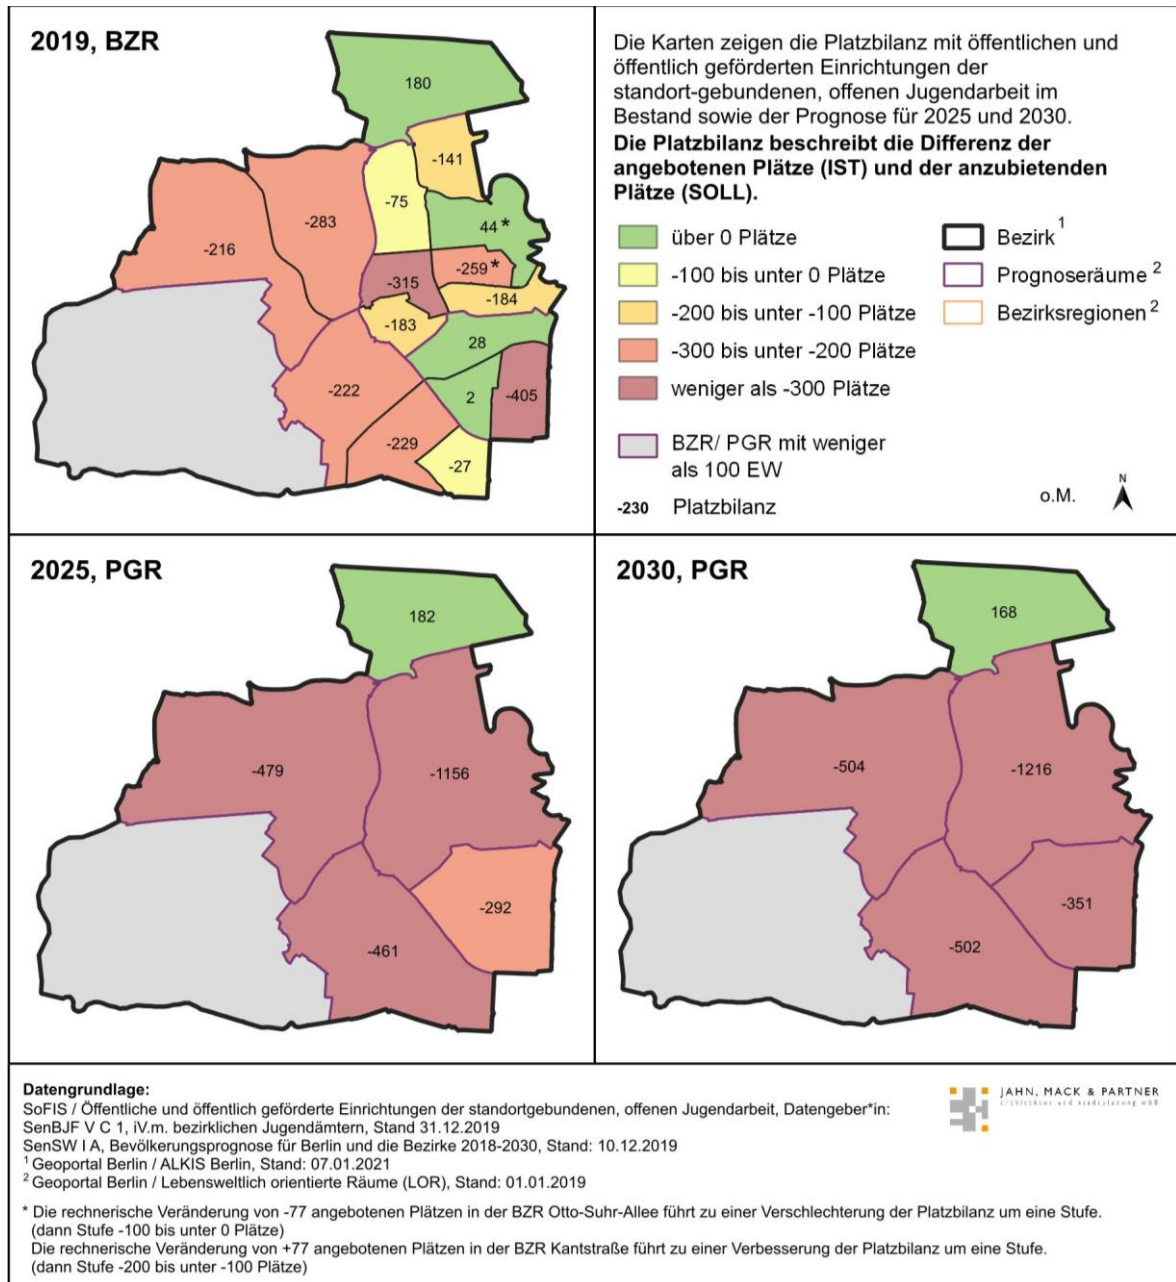 2019, BZR
180
-141
-75
-283
44*
-216
-259*
-315
-184
-183
28
-222
2
-405
-229
-27
Die Karten zeigen die Platzbilanz mit öffentlichen und
öffentlich geförderten Einrichtungen der
standort-gebundenen, offenen Jugendarbeit im
Bestand sowie der Prognose für 2025 und 2030.
Die Platzbilanz beschreibt die Differenz der
angebotenen Plätze (IST) und der anzubietenden
Plätze (SOLL).
über 0 Plätze
-100 bis unter 0 Plätze
-200 bis unter -100 Plätze
-300 bis unter -200 Plätze
weniger als -300 Plätze
BZR/ PGR mit weniger
als 100 EW
-230 Platzbilanz
Bezirk 1
Prognoseräume 2
Bezirksregionen 2
o.M.
N
2025, PGR
182
-479
-1156
-292
-461
2030, PGR
168
-504
-1216
-351
-502
Datengrundlage:
SoFIS / Öffentliche und öffentlich geförderte Einrichtungen der standortgebundenen, offenen Jugendarbeit, Datengeber*in:
SenBJF V C 1, iV.m. bezirklichen Jugendämtern, Stand 31.12.2019
SenSW I A, Bevölkerungsprognose für Berlin und die Bezirke 2018-2030, Stand: 10.12.2019
1 Geoportal Berlin / ALKIS Berlin, Stand: 07.01.2021
2 Geoportal Berlin / Lebensweltlich orientierte Räume (LOR), Stand: 01.01.2019
* Die rechnerische Veränderung von -77 angebotenen Plätzen in der BZR Otto-Suhr-Allee führt zu einer Verschlechterung der Platzbilanz um eine Stufe.
(dann Stufe -100 bis unter 0 Plätze)
Die rechnerische Veränderung von +77 angebotenen Plätzen in der BZR Kantstraße führt zu einer Verbesserung der Platzbilanz um eine Stufe.
(dann Stufe -200 bis unter -100 Plätze)
JAHN, MACK & PARTNER
architektur und stadtplanung mbB